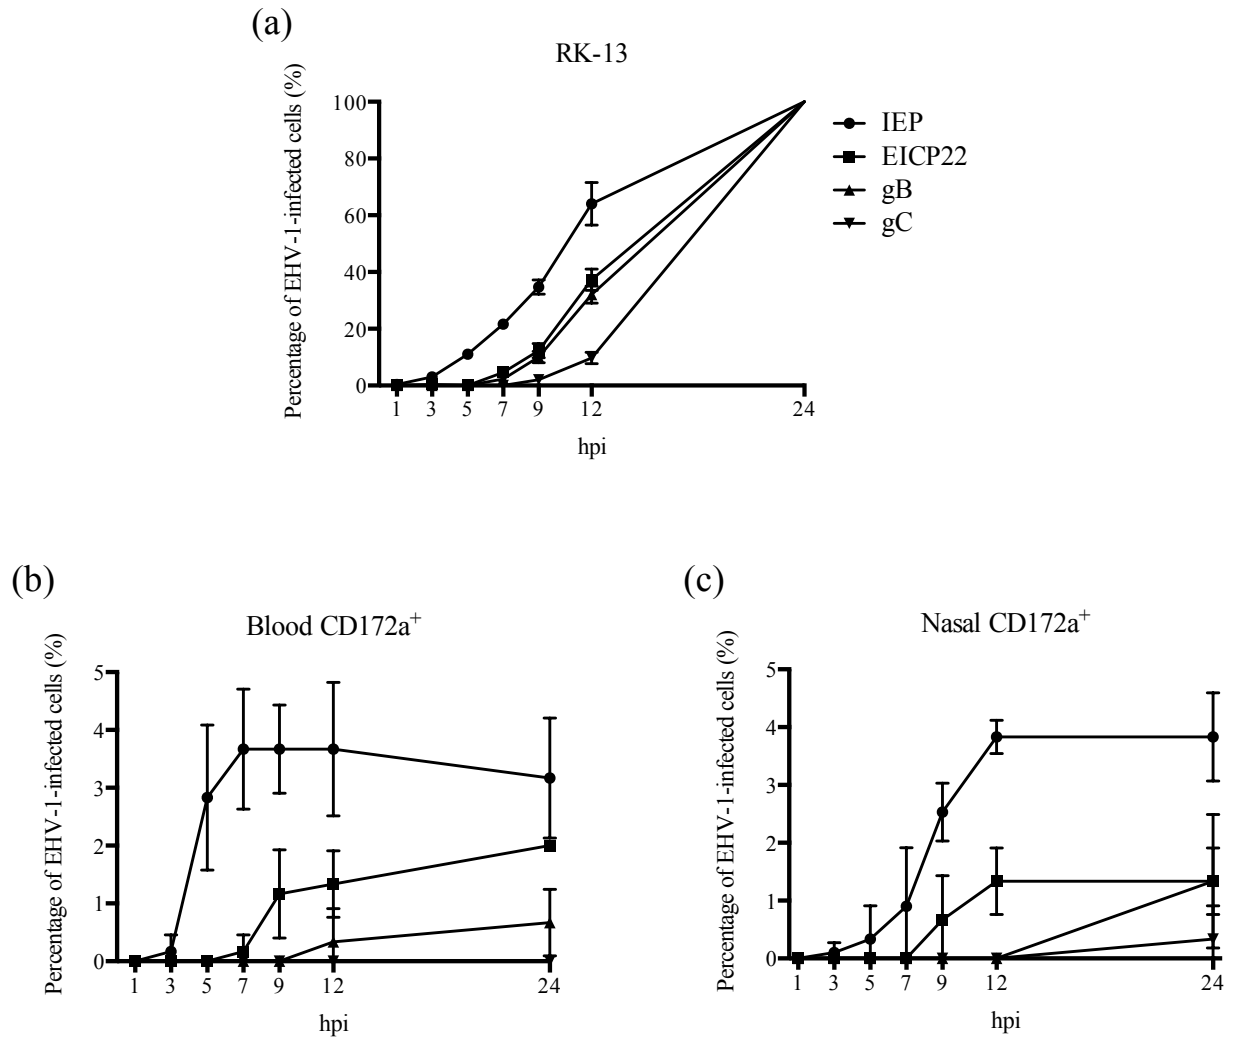 (a)
RK-13
Percentage of EHV-1-infected cells (%)
100
80
60
40
20
0
1 3 5 7 9 12 24
hpi
IEP
EICP22
gB
gC
(b)
Blood CD172a+
Percentage of EHV-1-infected cells (%)
5
4
3
2
1
0
1 3 5 7 9 12 24
hpi
(c)
Nasal CD172a+
Percentage of EHV-1-infected cells (%)
5
4
3
2
1
0
1 3 5 7 9 12 24
hpi